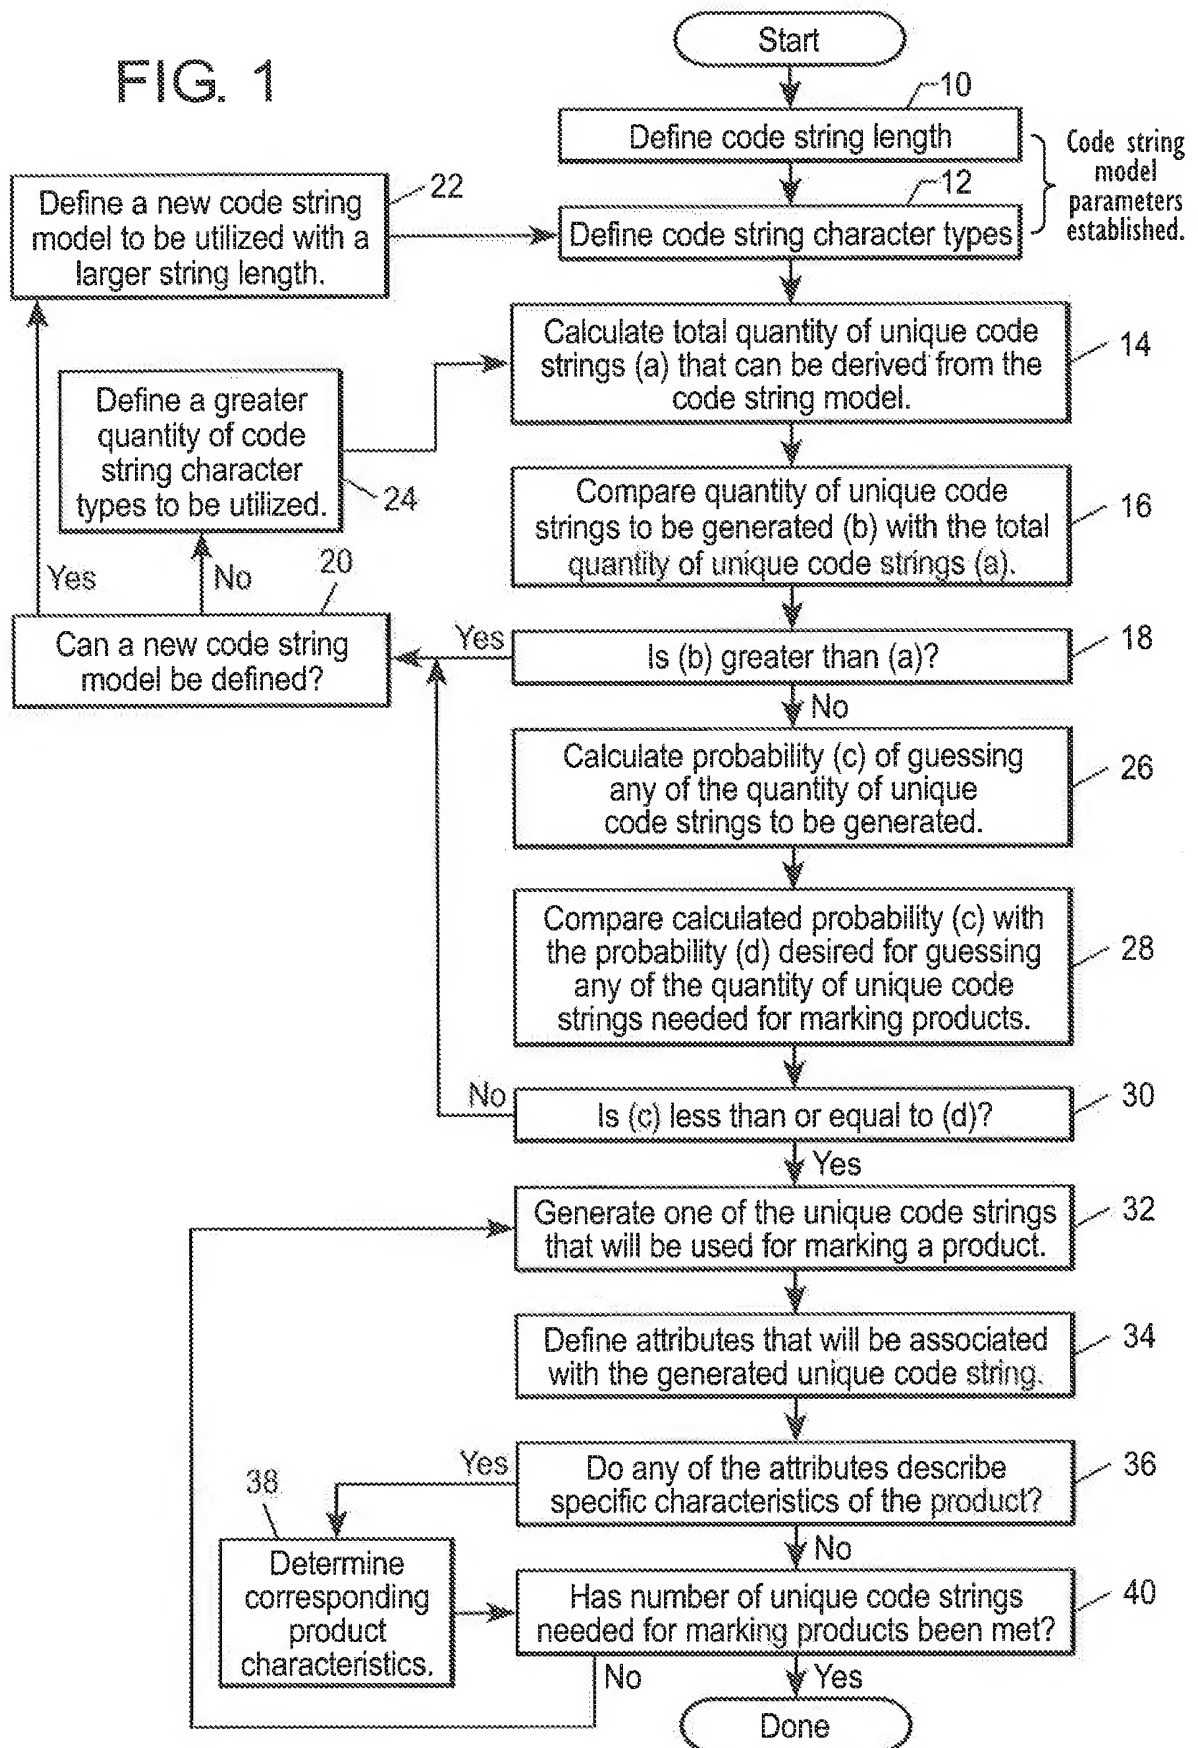 FIG. 1
Start
10
Define code string length
12
Define code string character types
Code string
model
parameters
established.
22
Define a new code string
model to be utilized with a
larger string length.
14
Calculate total quantity of unique code
strings (a) that can be derived from the
code string model.
Define a greater
quantity of code
string character
types to be utilized.
24
16
Compare quantity of unique code
strings to be generated (b) with the total
quantity of unique code strings (a).
Yes
No
20
Can a new code string
model be defined?
Yes
18
Is (b) greater than (a)?
No
26
Calculate probability (c) of guessing
any of the quantity of unique
code strings to be generated.
28
Compare calculated probability (c) with
the probability (d) desired for guessing
any of the quantity of unique code
strings needed for marking products.
No
30
Is (c) less than or equal to (d)?
Yes
32
Generate one of the unique code strings
that will be used for marking a product.
34
Define attributes that will be associated
with the generated unique code string.
Yes
36
Do any of the attributes describe
specific characteristics of the product?
38
Determine
corresponding
product
characteristics.
No
40
Has number of unique code strings
needed for marking products been met?
No
Yes
Done